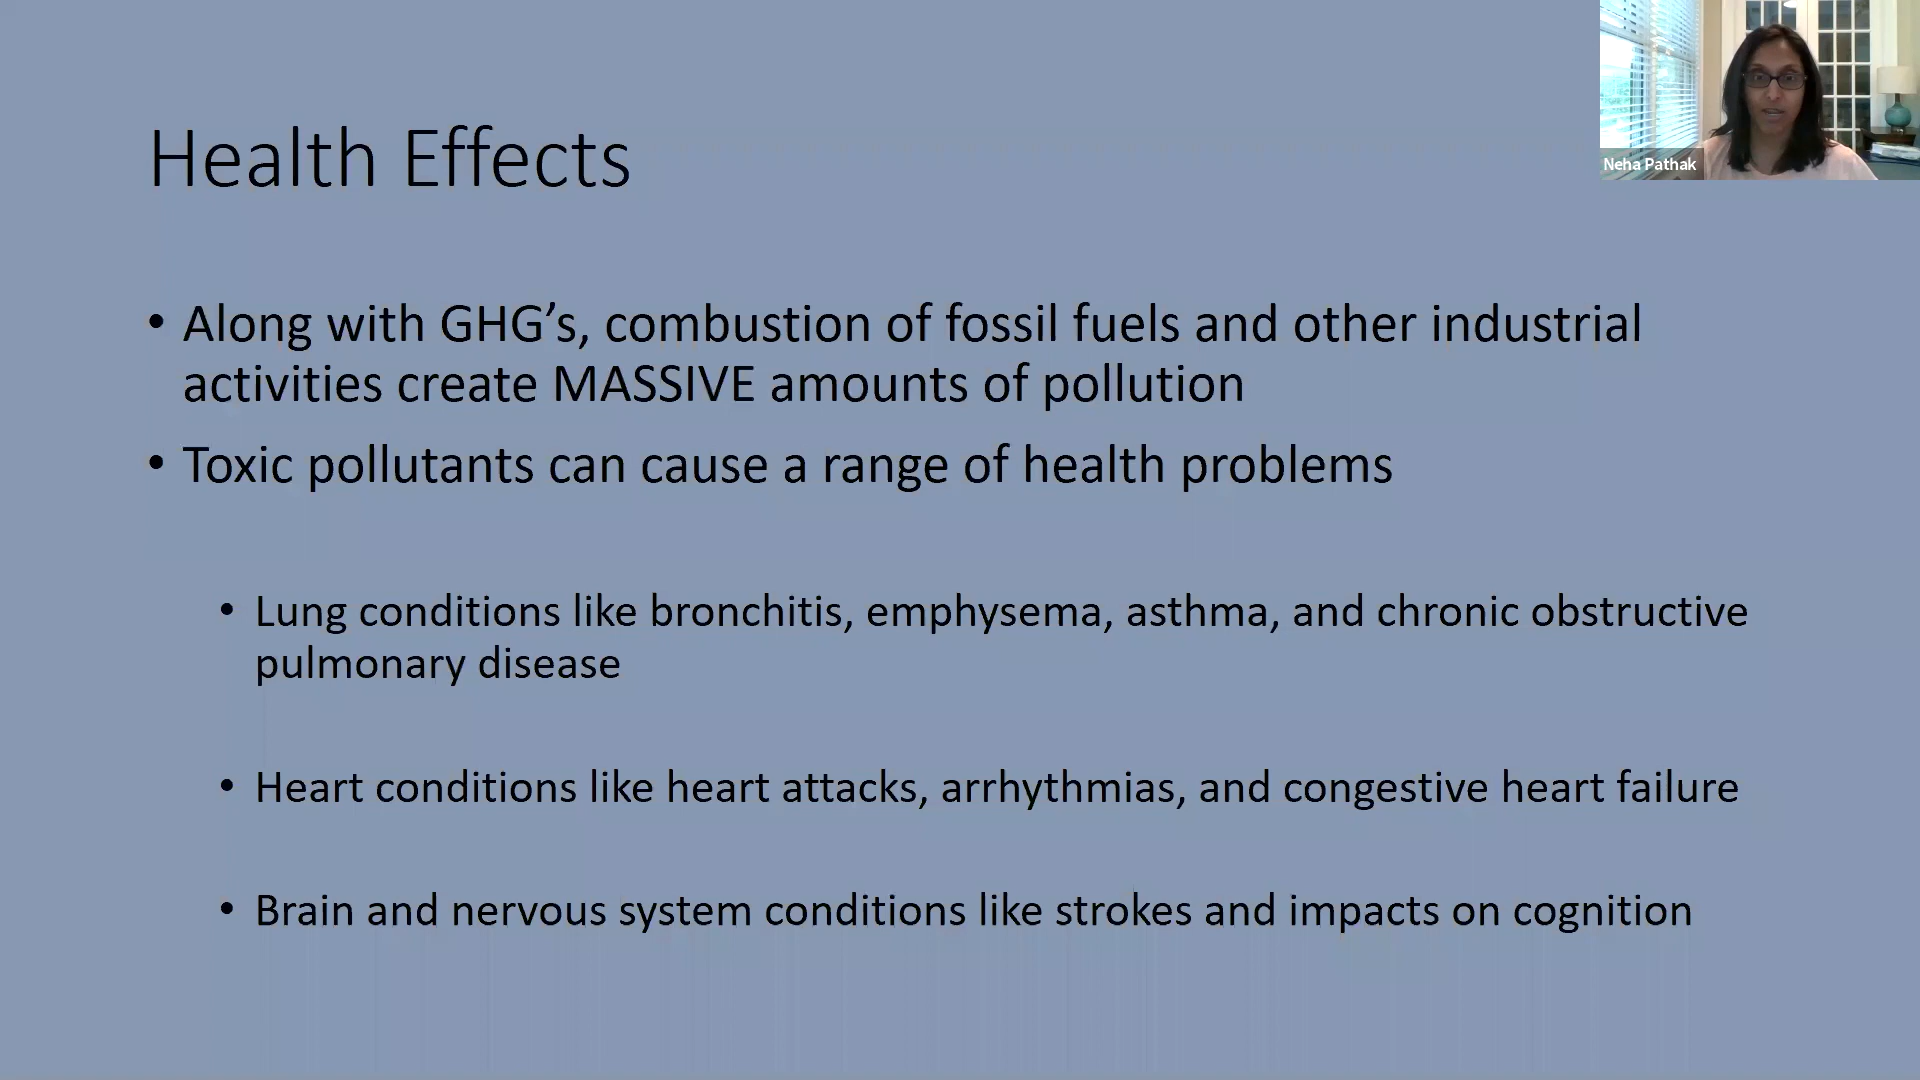 Health Effects
Neha Pathak
• Along with GHG’s, combustion of fossil fuels and other industrial
activities create MASSIVE amounts of pollution
• Toxic pollutants can cause a range of health problems
• Lung conditions like bronchitis, emphysema, asthma, and chronic obstructive
pulmonary disease
• Heart conditions like heart attacks, arrhythmias, and congestive heart failure
• Brain and nervous system conditions like strokes and impacts on cognition